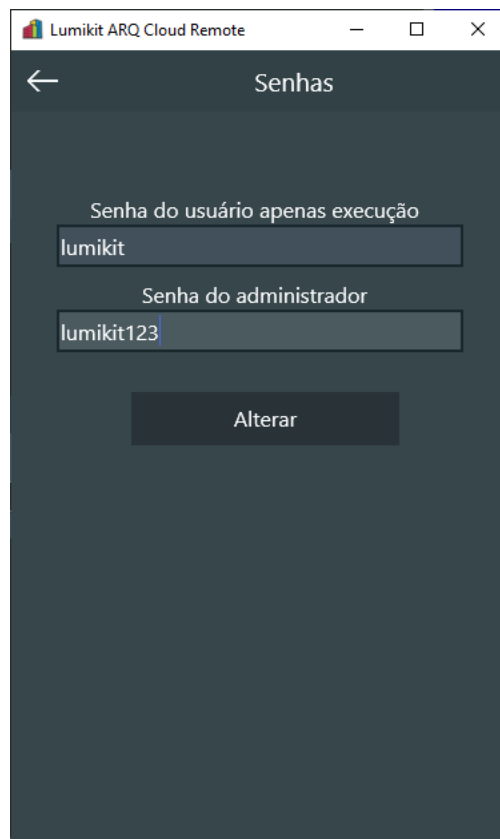 Lumikit ARQ Cloud Remote
Senhas
Senha do usuário apenas execução
lumikit
Senha do administrador
lumikit123
Alterar